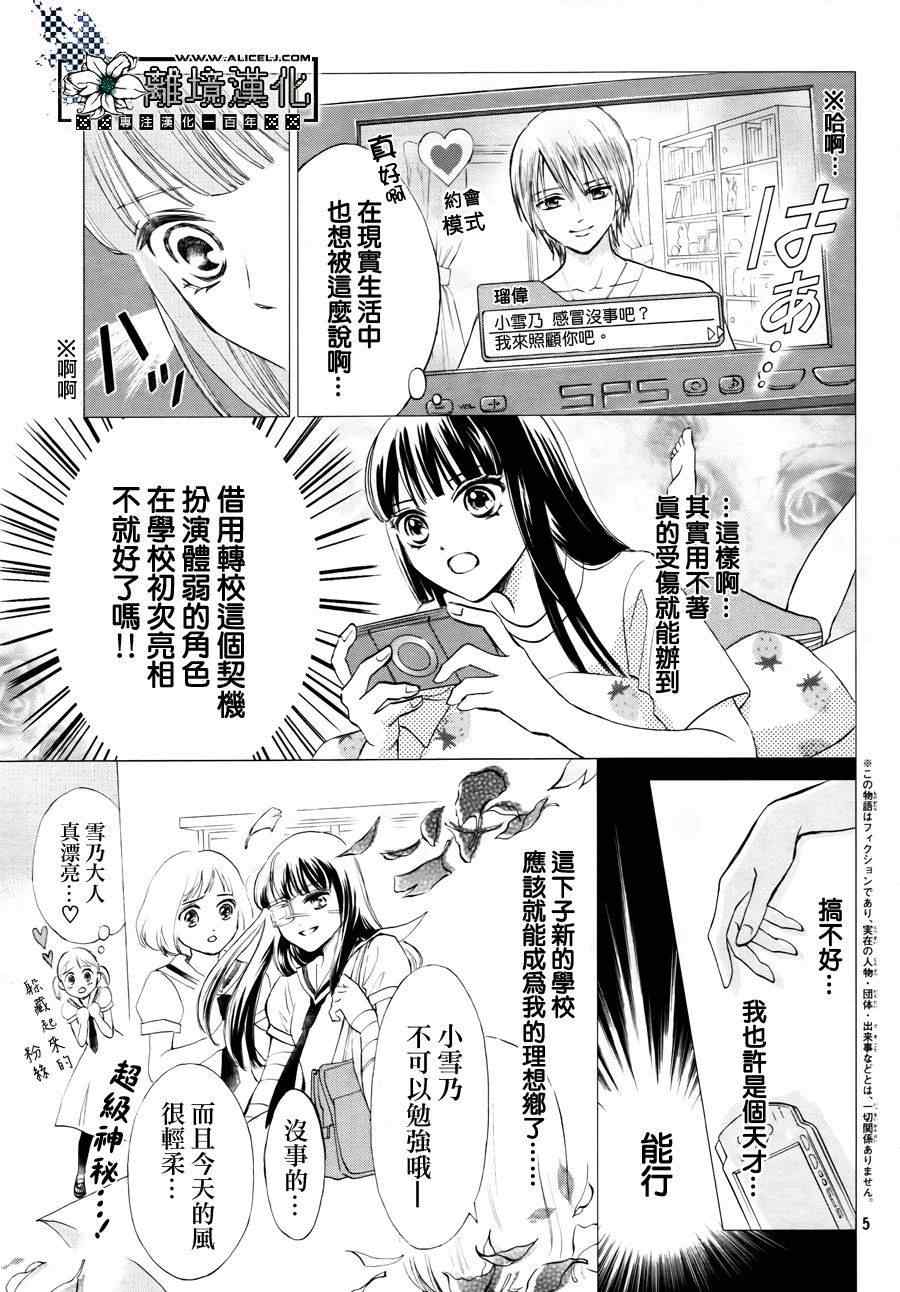 WWW.ALICELJ.COM
離境漢化
專注漢化一百年
※哈啊…
はぁ…
真好啊
約會
模式
在現實生活中
也想被這麼說啊…
瑠偉
小雪乃 感冒沒事吧？
我來照顧你吧。
SPS
VOL
※啊啊
…這樣啊…
其實用不著
真的受傷就能辦到
借用轉校這個契機
扮演體弱的角色
在學校初次亮相
不就好了嗎!!
搞不好…
我也許是個天才…
能行
這下子新的學校
應該就能成爲我的理想鄉了……
小雪乃
不可以勉強哦ー
沒事的…
而且今天的風
很輕柔…
雪乃大人
真漂亮…♡
躲藏起來的
粉絲
超級神秘…!
※この物語はフィクションであり、実在の人物・団体・出来事などとは、一切関係ありません。
5